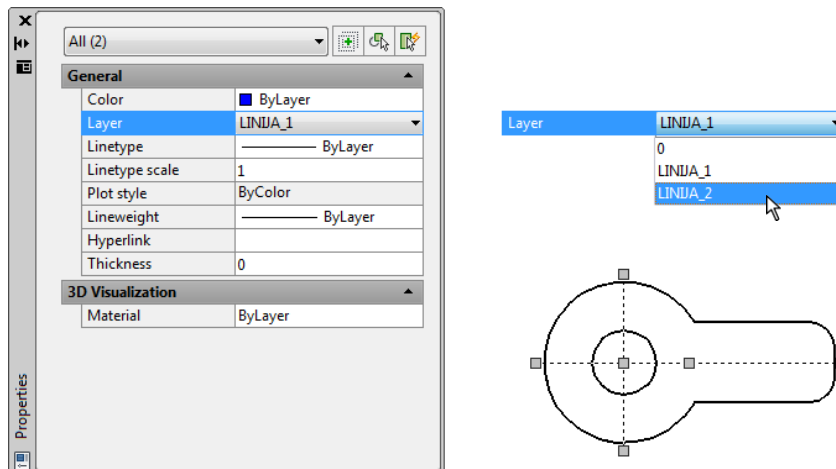 All (2)
General
Color ByLayer
Layer LINIJA_1
Linetype ByLayer
Linetype scale 1
Plot style ByColor
Lineweight ByLayer
Hyperlink
Thickness 0
3D Visualization
Material ByLayer
Properties
Layer LINIJA_1
0
LINIJA_1
LINIJA_2